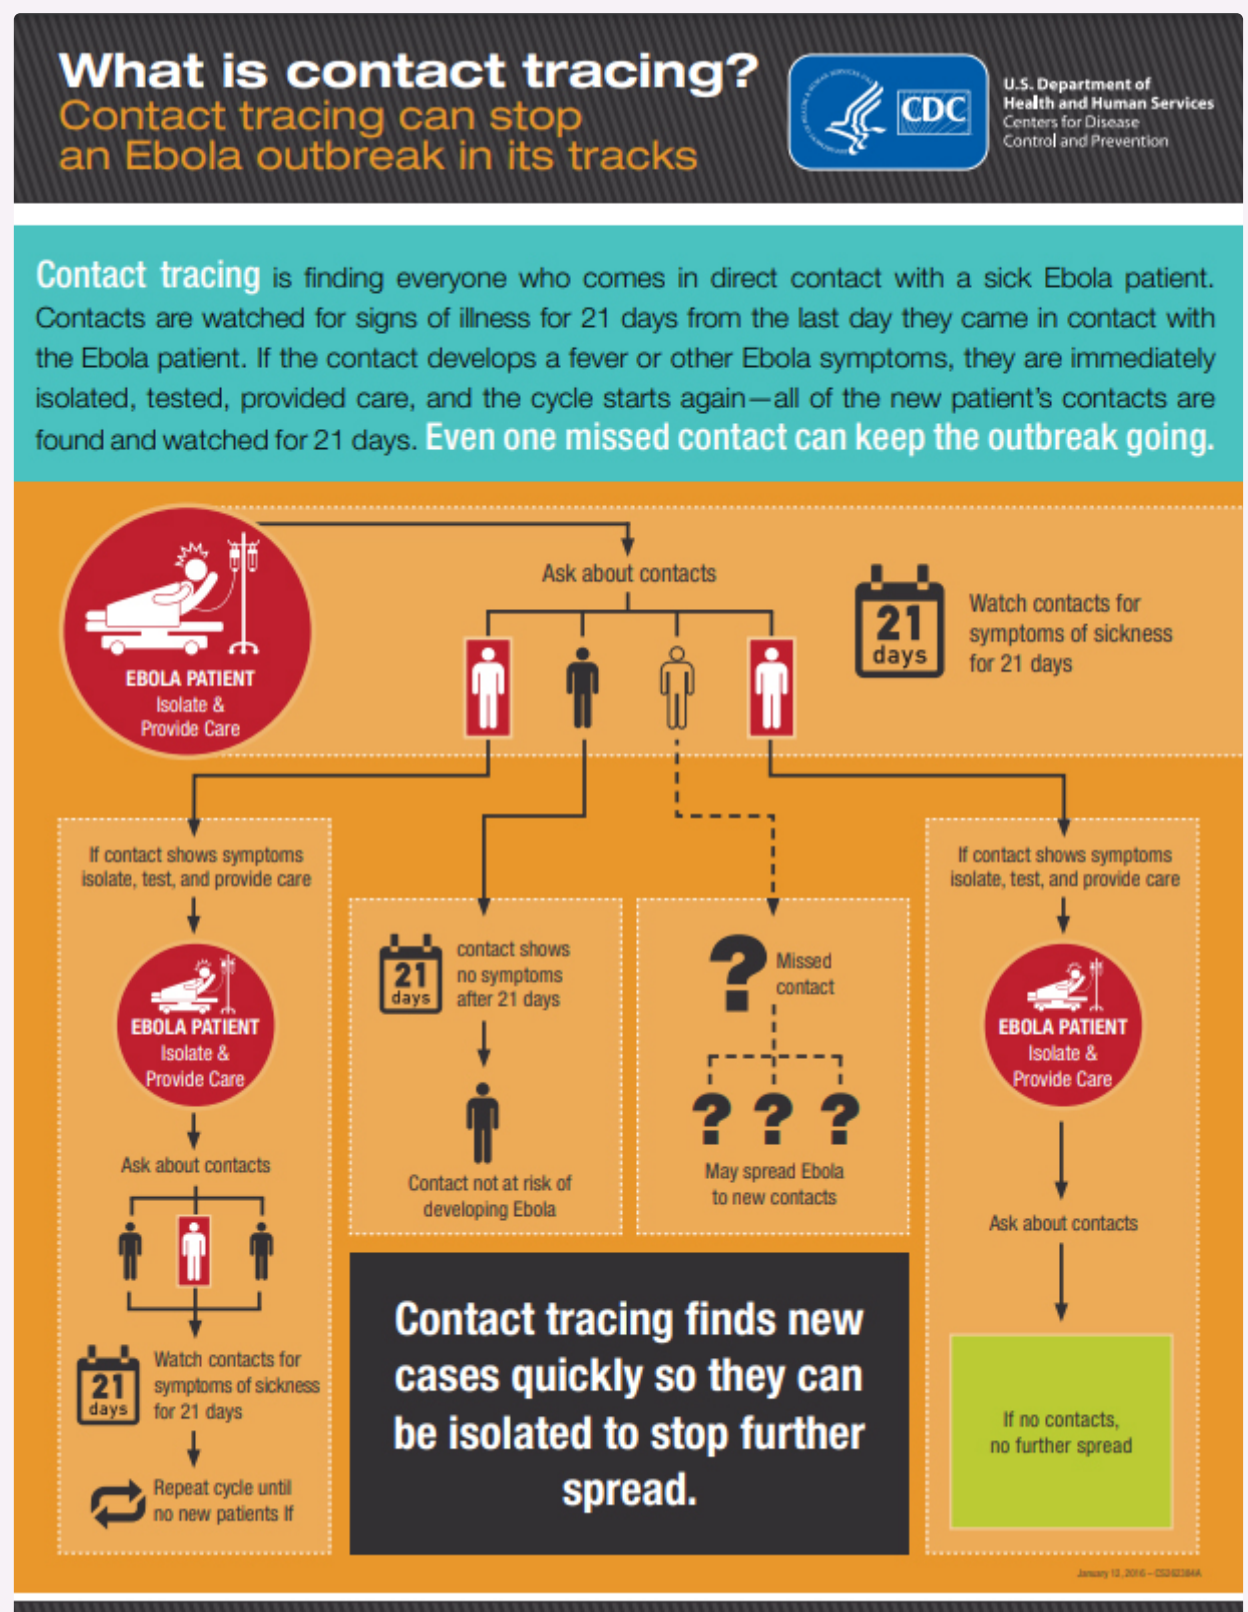 What is contact tracing?
Contact tracing can stop
an Ebola outbreak in its tracks
CDC
U.S. Department of
Health and Human Services
Centers for Disease
Control and Prevention
Contact tracing is finding everyone who comes in direct contact with a sick Ebola patient.
Contacts are watched for signs of illness for 21 days from the last day they came in contact with
the Ebola patient. If the contact develops a fever or other Ebola symptoms, they are immediately
isolated, tested, provided care, and the cycle starts again—all of the new patient's contacts are
found and watched for 21 days. Even one missed contact can keep the outbreak going.
EBOLA PATIENT
Isolate &
Provide Care
Ask about contacts
21
days
Watch contacts for
symptoms of sickness
for 21 days
If contact shows symptoms
isolate, test, and provide care
EBOLA PATIENT
Isolate &
Provide Care
Ask about contacts
21
days
Watch contacts for
symptoms of sickness
for 21 days
Repeat cycle until
no new patients If
21
days
contact shows
no symptoms
after 21 days
Contact not at risk of
developing Ebola
?
Missed
contact
? ? ?
May spread Ebola
to new contacts
Contact tracing finds new
cases quickly so they can
be isolated to stop further
spread.
If contact shows symptoms
isolate, test, and provide care
EBOLA PATIENT
Isolate &
Provide Care
Ask about contacts
If no contacts,
no further spread
January 12, 2016 – CS262384A